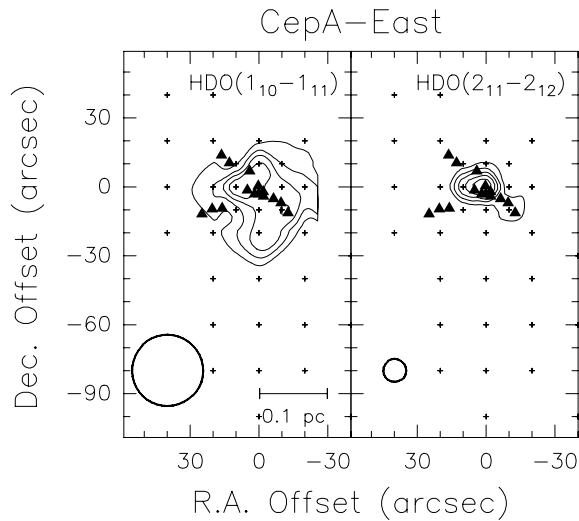 CepA-East
HDO(1₁₀−1₁₁)
HDO(2₁₁−2₁₂)
30
0
−30
−60
−90
Dec. Offset (arcsec)
0.1 pc
30 0 −30
30 0 −30
R.A. Offset (arcsec)